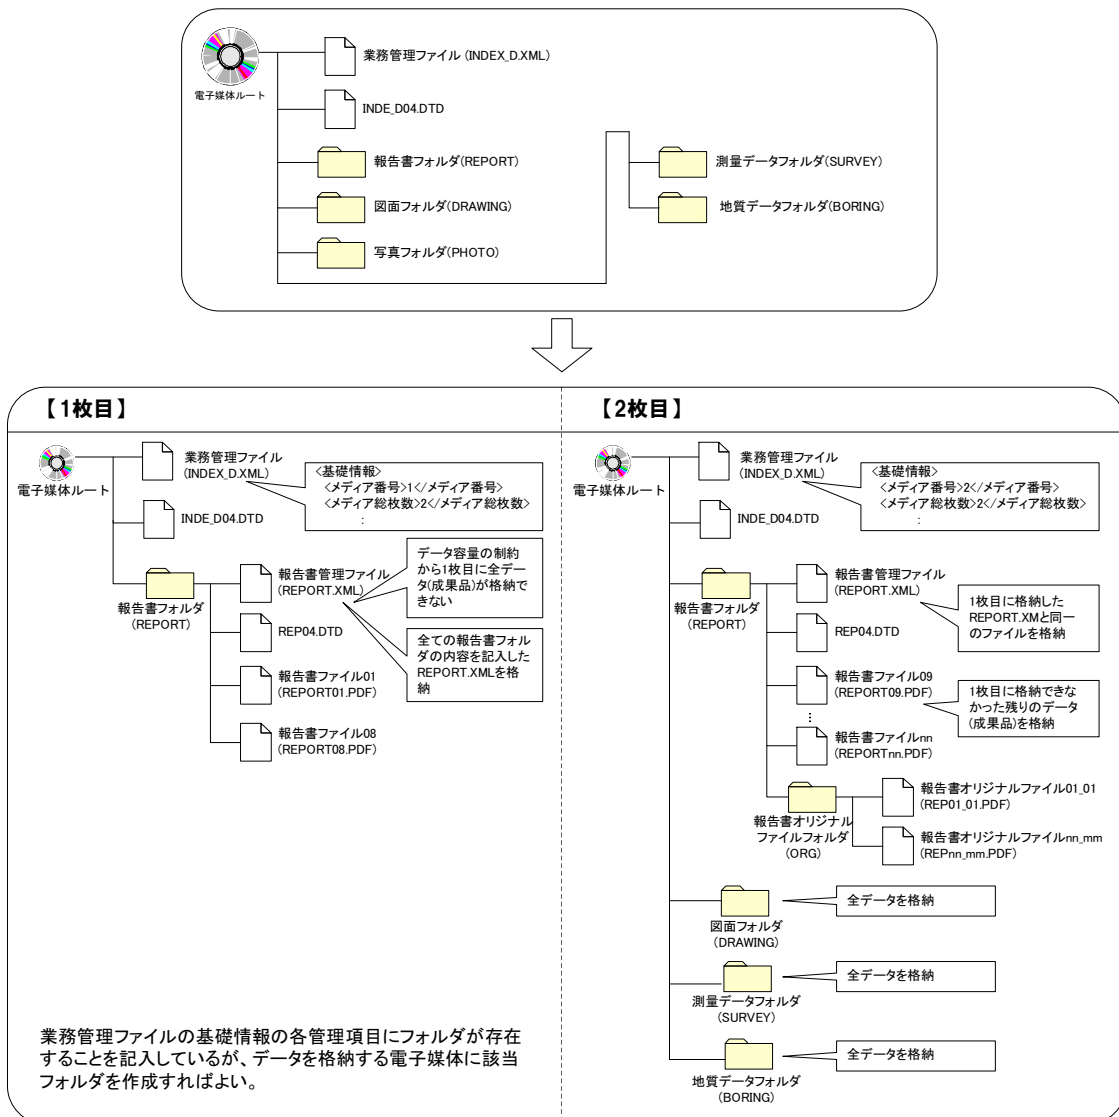 業務管理ファイル (INDEX_D.XML)
電子媒体ルート
INDE_D04.DTD
報告書フォルダ(REPORT)
図面フォルダ(DRAWING)
写真フォルダ(PHOTO)
測量データフォルダ(SURVEY)
地質データフォルダ(BORING)
【1枚目】
業務管理ファイル
(INDEX_D.XML)
電子媒体ルート
<基礎情報>
<メディア番号>1</メディア番号>
<メディア総枚数>2</メディア総枚数>
:
INDE_D04.DTD
報告書フォルダ
(REPORT)
報告書管理ファイル
(REPORT.XML)
データ容量の制約
から1枚目に全デー
タ(成果品)が格納で
きない
REP04.DTD
全ての報告書フォル
ダの内容を記入した
REPORT.XMLを格
納
報告書ファイル01
(REPORT01.PDF)
報告書ファイル08
(REPORT08.PDF)
業務管理ファイルの基礎情報の各管理項目にフォルダが存在
することを記入しているが、データを格納する電子媒体に該当
フォルダを作成すればよい。
【2枚目】
業務管理ファイル
(INDEX_D.XML)
電子媒体ルート
<基礎情報>
<メディア番号>2</メディア番号>
<メディア総枚数>2</メディア総枚数>
:
INDE_D04.DTD
報告書フォルダ
(REPORT)
報告書管理ファイル
(REPORT.XML)
1枚目に格納した
REPORT.XMと同一
のファイルを格納
REP04.DTD
報告書ファイル09
(REPORT09.PDF)
1枚目に格納できな
かった残りのデータ
(成果品)を格納
⋮
報告書ファイルnn
(REPORTnn.PDF)
報告書オリジナル
ファイルフォルダ
(ORG)
報告書オリジナルファイル01_01
(REP01_01.PDF)
報告書オリジナルファイルnn_mm
(REPnn_mm.PDF)
図面フォルダ
(DRAWING)
全データを格納
測量データフォルダ
(SURVEY)
全データを格納
地質データフォルダ
(BORING)
全データを格納